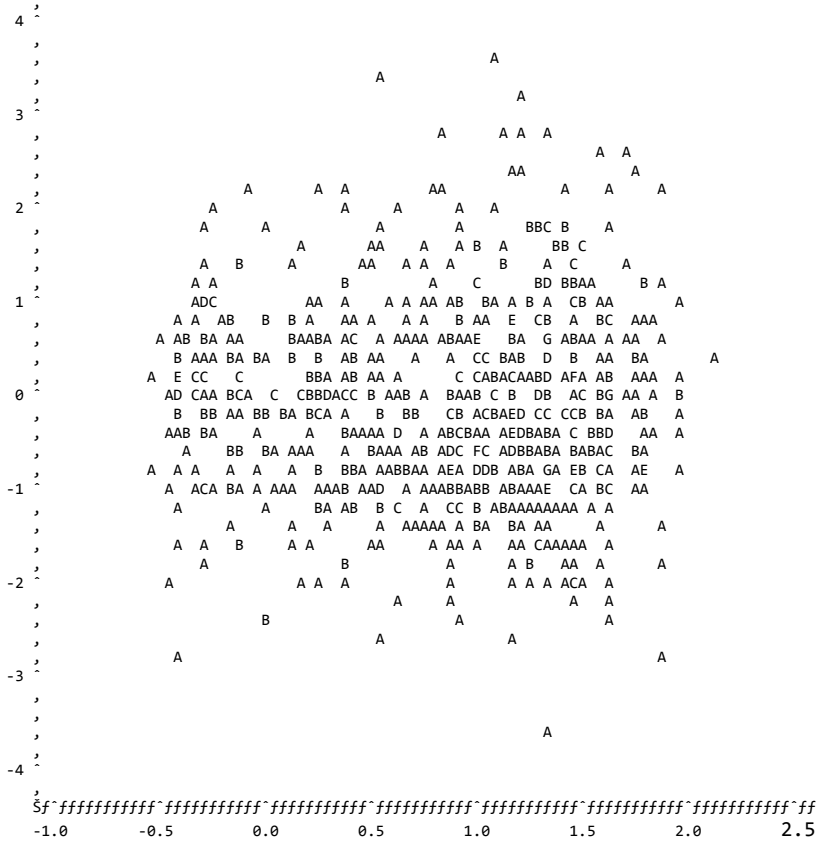 ‚
4 ˆ
‚
‚ A
‚ A
‚ A
3 ˆ
‚ A A A A
‚ A A
‚ AA A
‚ A A A AA A A A
2 ˆ A A A A A
‚ A A A A BBC B A
‚ A AA A A B A BB C
‚ A B A AA A A A B A C A
‚ A A B A C BD BBAA B A
1 ˆ ADC AA A A A AA AB BA A B A CB AA A
‚ A A AB B B A AA A A A B AA E CB A BC AAA
‚ A AB BA AA BAABA AC A AAAA ABAAE BA G ABAA A AA A
‚ B AAA BA BA B B AB AA A A CC BAB D B AA BA A
‚ A E CC C BBA AB AA A C CABACAABD AFA AB AAA A
0 ˆ AD CAA BCA C CBBDACC B AAB A BAAB C B DB AC BG AA A B
‚ B BB AA BB BA BCA A B BB CB ACBAED CC CCB BA AB A
‚ AAB BA A A BAAAA D A ABCBAA AEDBABA C BBD AA A
‚ A BB BA AAA A BAAA AB ADC FC ADBBABA BABAC BA
‚ A A A A A A B BBA AABBAA AEA DDB ABA GA EB CA AE A
-1 ˆ A ACA BA A AAA AAAB AAD A AAABBABB ABAAAE CA BC AA
‚ A A BA AB B C A CC B ABAAAAAAAA A A
‚ A A A A AAAAA A BA BA AA A A
‚ A A B A A AA A AA A AA CAAAAA A
‚ A B A A B AA A A
-2 ˆ A A A A A A A A ACA A
‚ A A A A
‚ B A A
‚ A A
‚ A A
-3 ˆ
‚
‚
‚ A
‚
-4 ˆ
‚
Šƒˆƒƒƒƒƒƒƒƒƒƒƒˆƒƒƒƒƒƒƒƒƒƒƒˆƒƒƒƒƒƒƒƒƒƒƒˆƒƒƒƒƒƒƒƒƒƒƒˆƒƒƒƒƒƒƒƒƒƒƒˆƒƒƒƒƒƒƒƒƒƒƒˆƒƒƒƒƒƒƒƒƒƒƒˆƒƒ
-1.0 -0.5 0.0 0.5 1.0 1.5 2.0 2.5